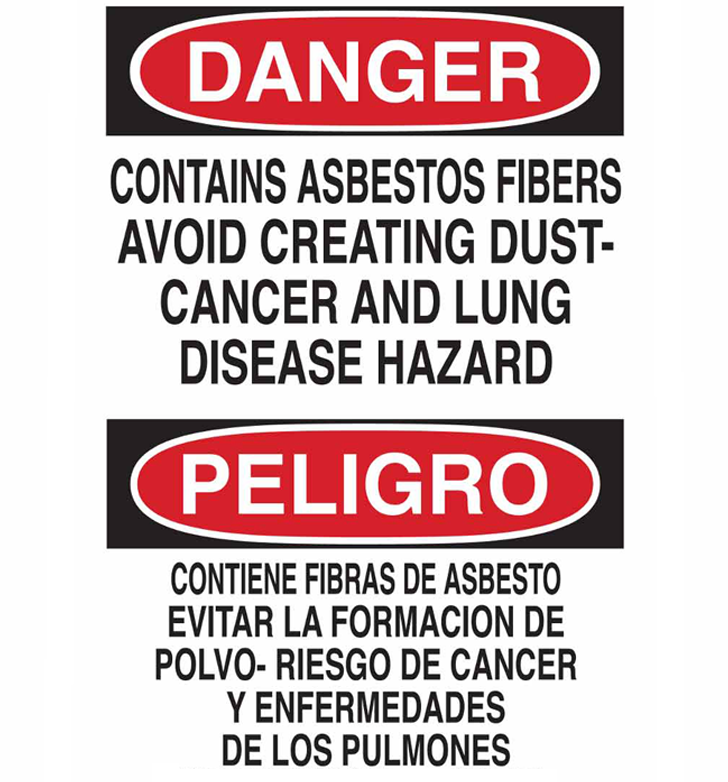 DANGER
CONTAINS ASBESTOS FIBERS
AVOID CREATING DUST-
CANCER AND LUNG
DISEASE HAZARD
PELIGRO
CONTIENE FIBRAS DE ASBESTO
EVITAR LA FORMACION DE
POLVO- RIESGO DE CANCER
Y ENFERMEDADES
DE LOS PULMONES